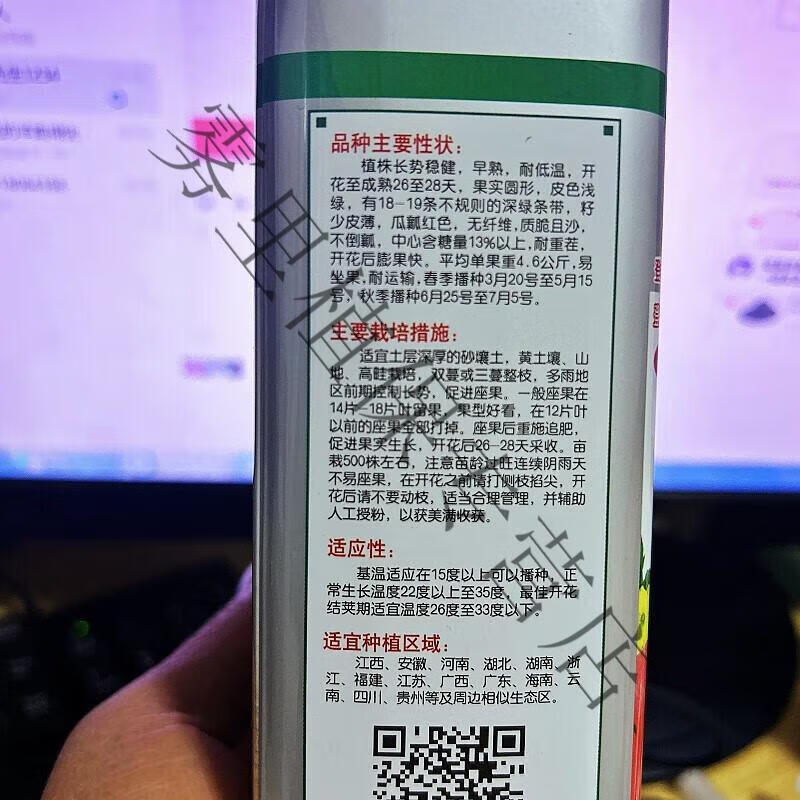 品种主要性状：
植株长势稳健，早熟，耐低温，开
花至成熟26至28天，果实圆形，皮色浅
绿，有18-19条不规则的深绿条带，籽
少皮薄，瓜瓤红色，无纤维，质脆且沙，
不倒瓤，中心含糖量13%以上，耐重茬，
开花后膨果快。平均单果重4.6公斤，易
坐果，耐运输，春季播种3月20号至5月15
号，秋季播种6月25号至7月5号。
主要栽培措施：
适宜土层深厚的砂壤土，黄土壤、山
地、高畦栽培，双蔓或三蔓整枝，多雨地
区前期控制长势，促进座果。一般座果在
14片-18片叶留果，果型好看，在12片叶
以前的座果全部打掉。座果后重施追肥，
促进果实生长，开花后26-28天采收。亩
栽500株左右，注意苗龄过旺连续阴雨天
不易座果，在开花之前请打侧枝掐尖，开
花后请不要动枝，适当合理管理，并辅助
人工授粉，以获美满收获。
适应性：
基温适应在15度以上可以播种，正
常生长温度22度以上至35度，最佳开花
结荚期适宜温度26度至33度以下。
适宜种植区域：
江西、安徽、河南、湖北、湖南、浙
江、福建、江苏、广西、广东、海南、云
南、四川、贵州等及周边相似生态区。